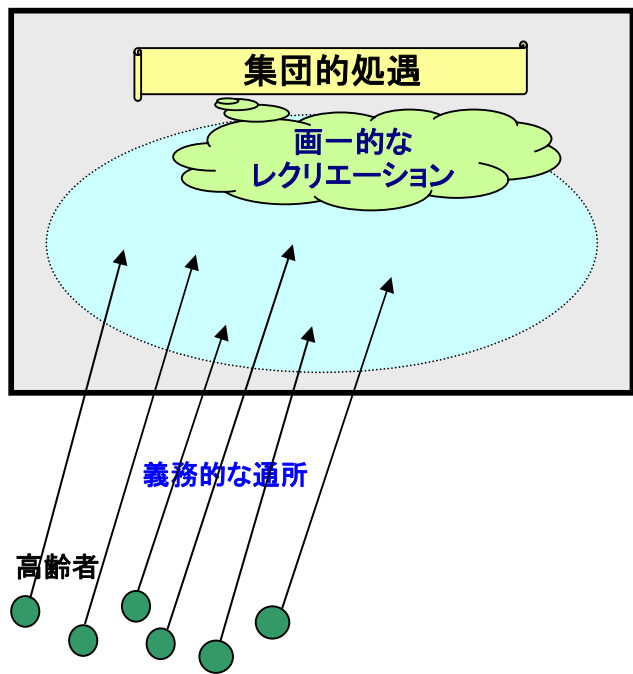 集団的処遇
画一的な
レクリエーション
義務的な通所
高齢者